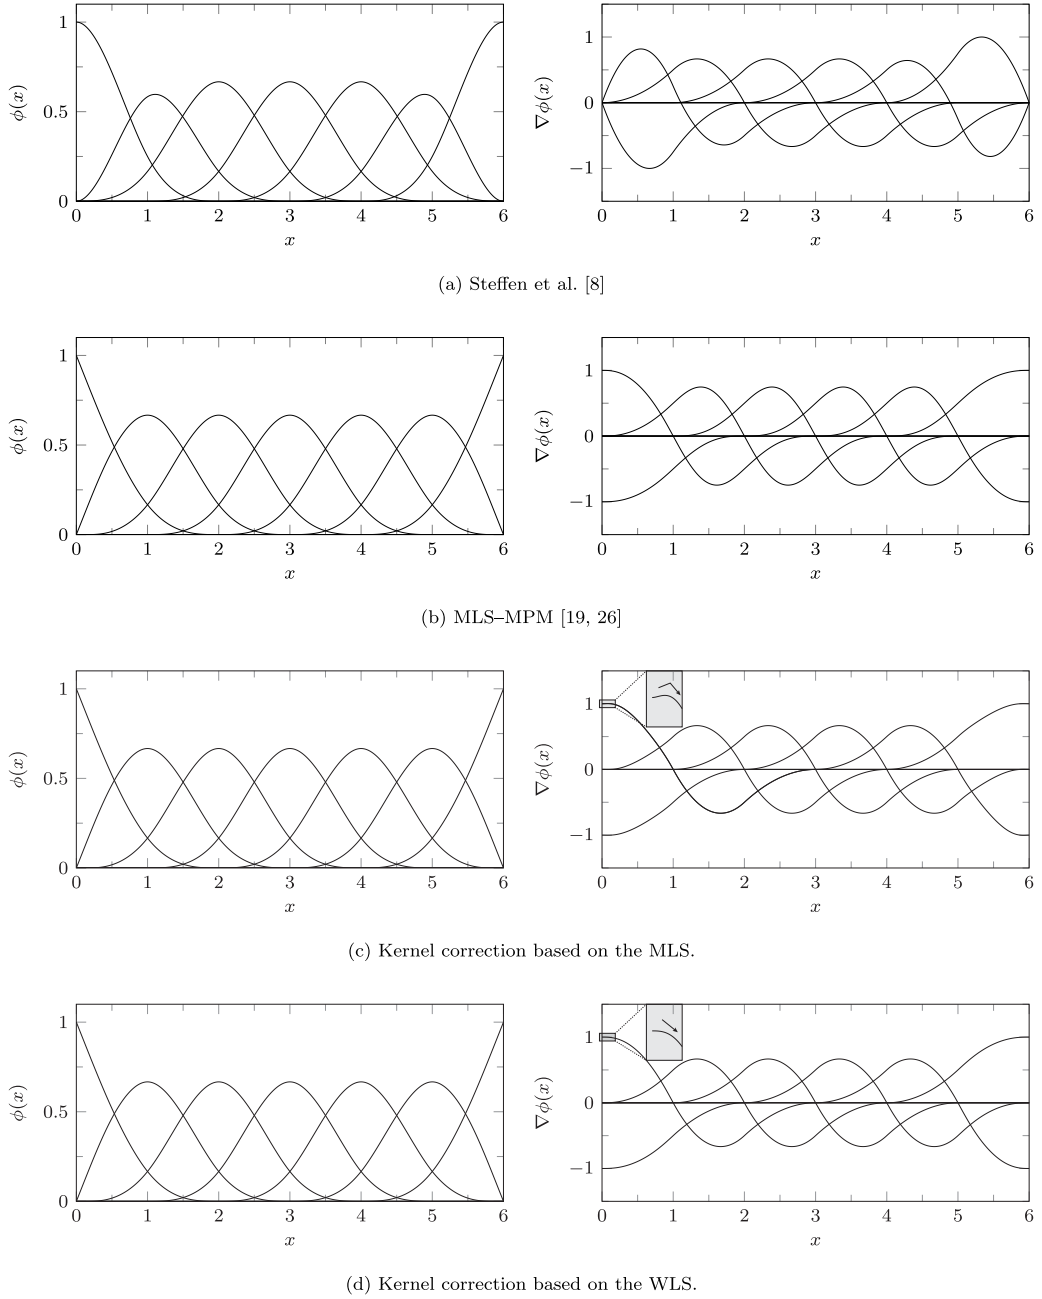 1
0.5
0
ϕ(x)
0 1 2 3 4 5 6
x
1
0
−1
∇ϕ(x)
0 1 2 3 4 5 6
x
(a) Steffen et al. [8]
1
0.5
0
ϕ(x)
0 1 2 3 4 5 6
x
1
0
−1
∇ϕ(x)
0 1 2 3 4 5 6
x
(b) MLS–MPM [19, 26]
1
0.5
0
ϕ(x)
0 1 2 3 4 5 6
x
1
0
−1
∇ϕ(x)
0 1 2 3 4 5 6
x
(c) Kernel correction based on the MLS.
1
0.5
0
ϕ(x)
0 1 2 3 4 5 6
x
1
0
−1
∇ϕ(x)
0 1 2 3 4 5 6
x
(d) Kernel correction based on the WLS.